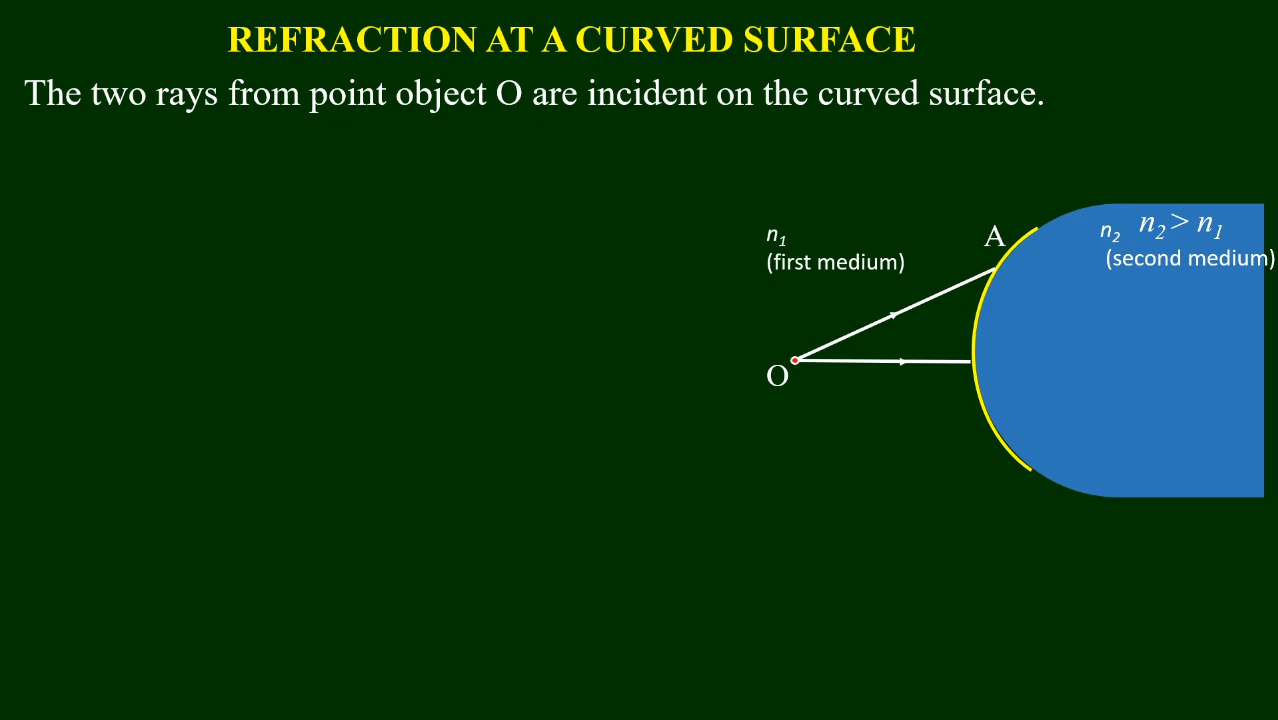 REFRACTION AT A CURVED SURFACE
The two rays from point object O are incident on the curved surface.
n₁
(first medium)
A
n₂ n₂ > n₁
(second medium)
O